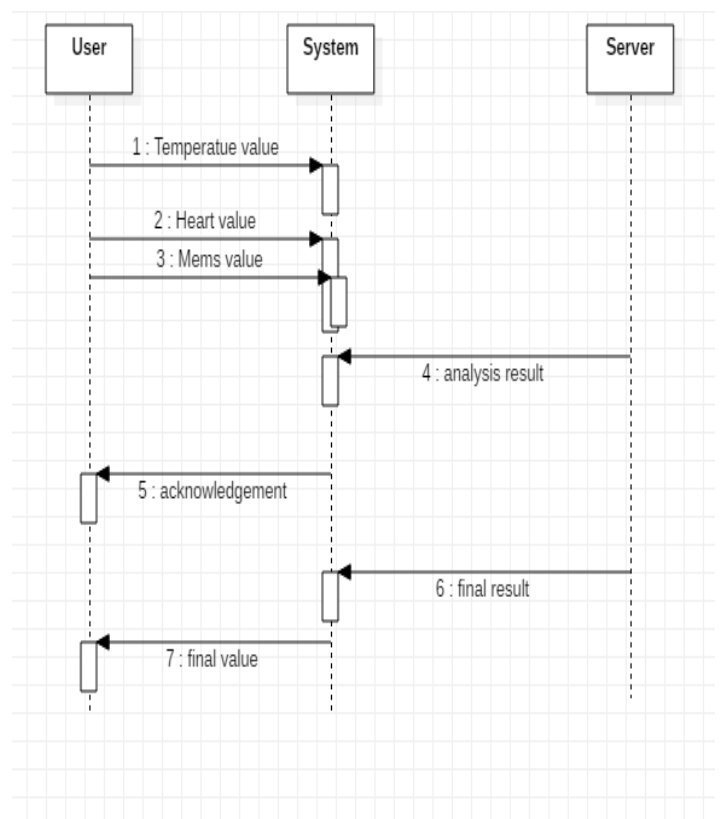 User
System
Server
1 : Temperatue value
2 : Heart value
3 : Mems value
4 : analysis result
5 : acknowledgement
6 : final result
7 : final value